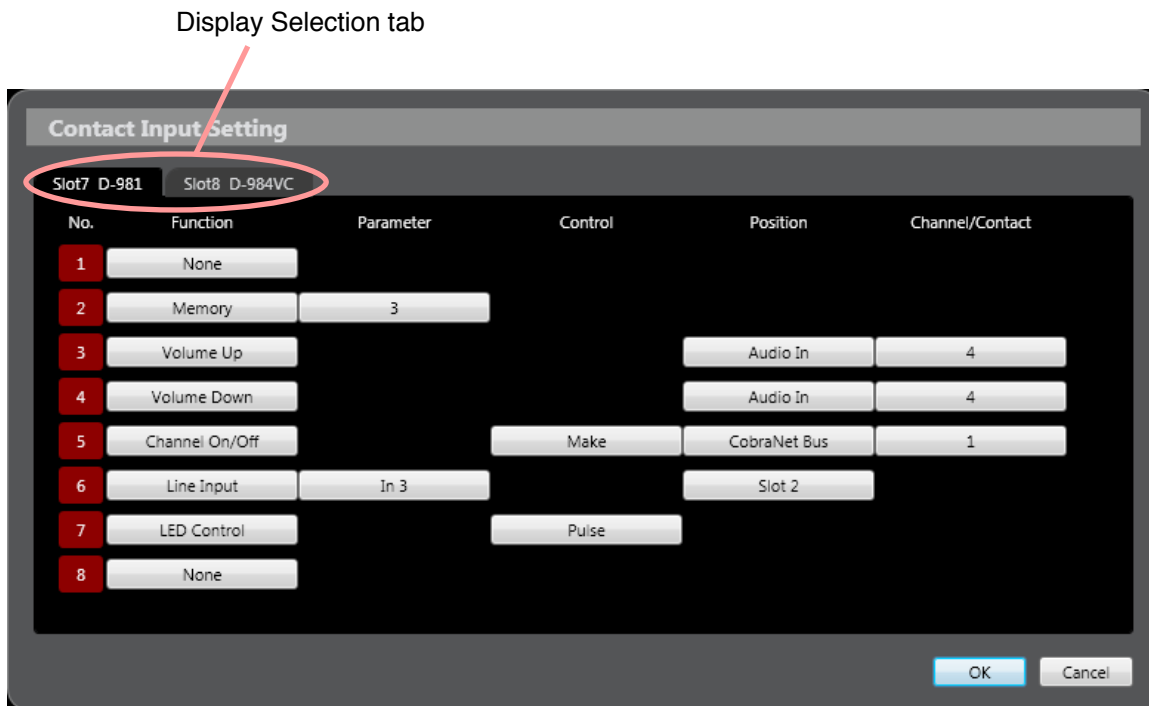 Display Selection tab
Contact Input Setting
Slot7 D-981 Slot8 D-984VC
No. Function Parameter Control Position Channel/Contact
1 None
2 Memory 3
3 Volume Up Audio In 4
4 Volume Down Audio In 4
5 Channel On/Off Make CobraNet Bus 1
6 Line Input In 3 Slot 2
7 LED Control Pulse
8 None
OK Cancel